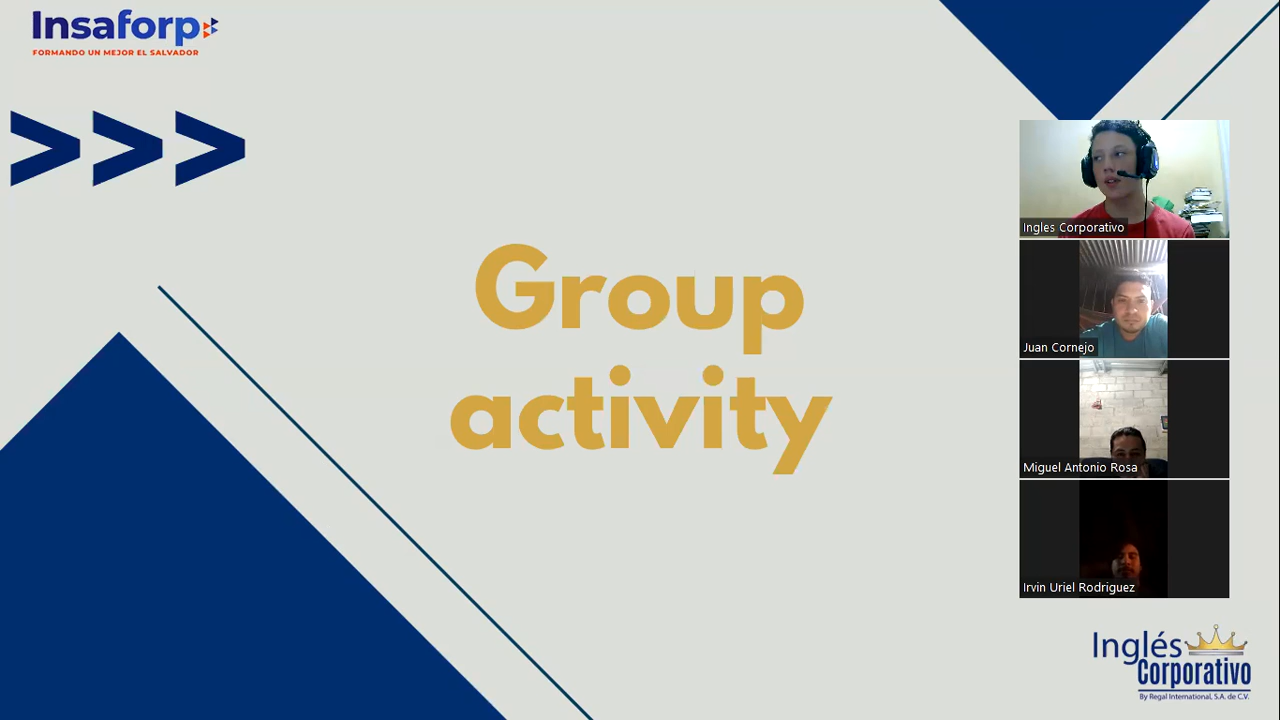 Insaforp
FORMANDO UN MEJOR EL SALVADOR
>>>
Group
activity
Ingles Corporativo
Juan Cornejo
Miguel Antonio Rosa
Irvin Uriel Rodriguez
Inglés
Corporativo
By Regal International, S.A. de C.V.